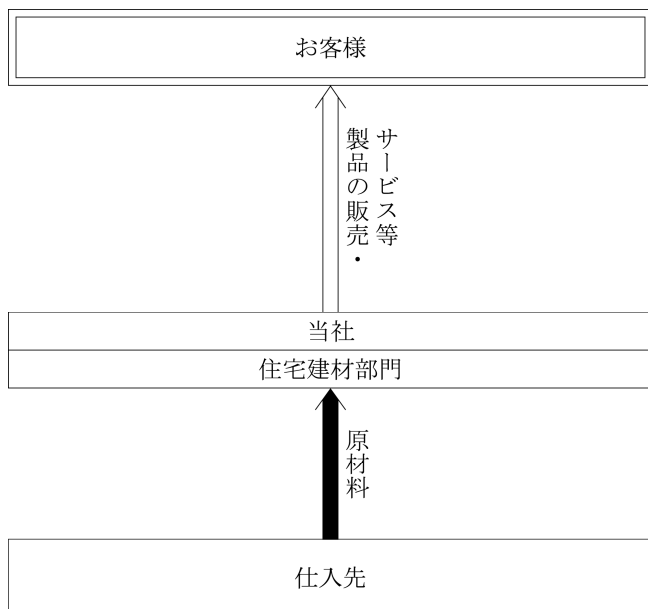 お客様
サービス等
製品の販売・
当社
住宅建材部門
原材料
仕入先